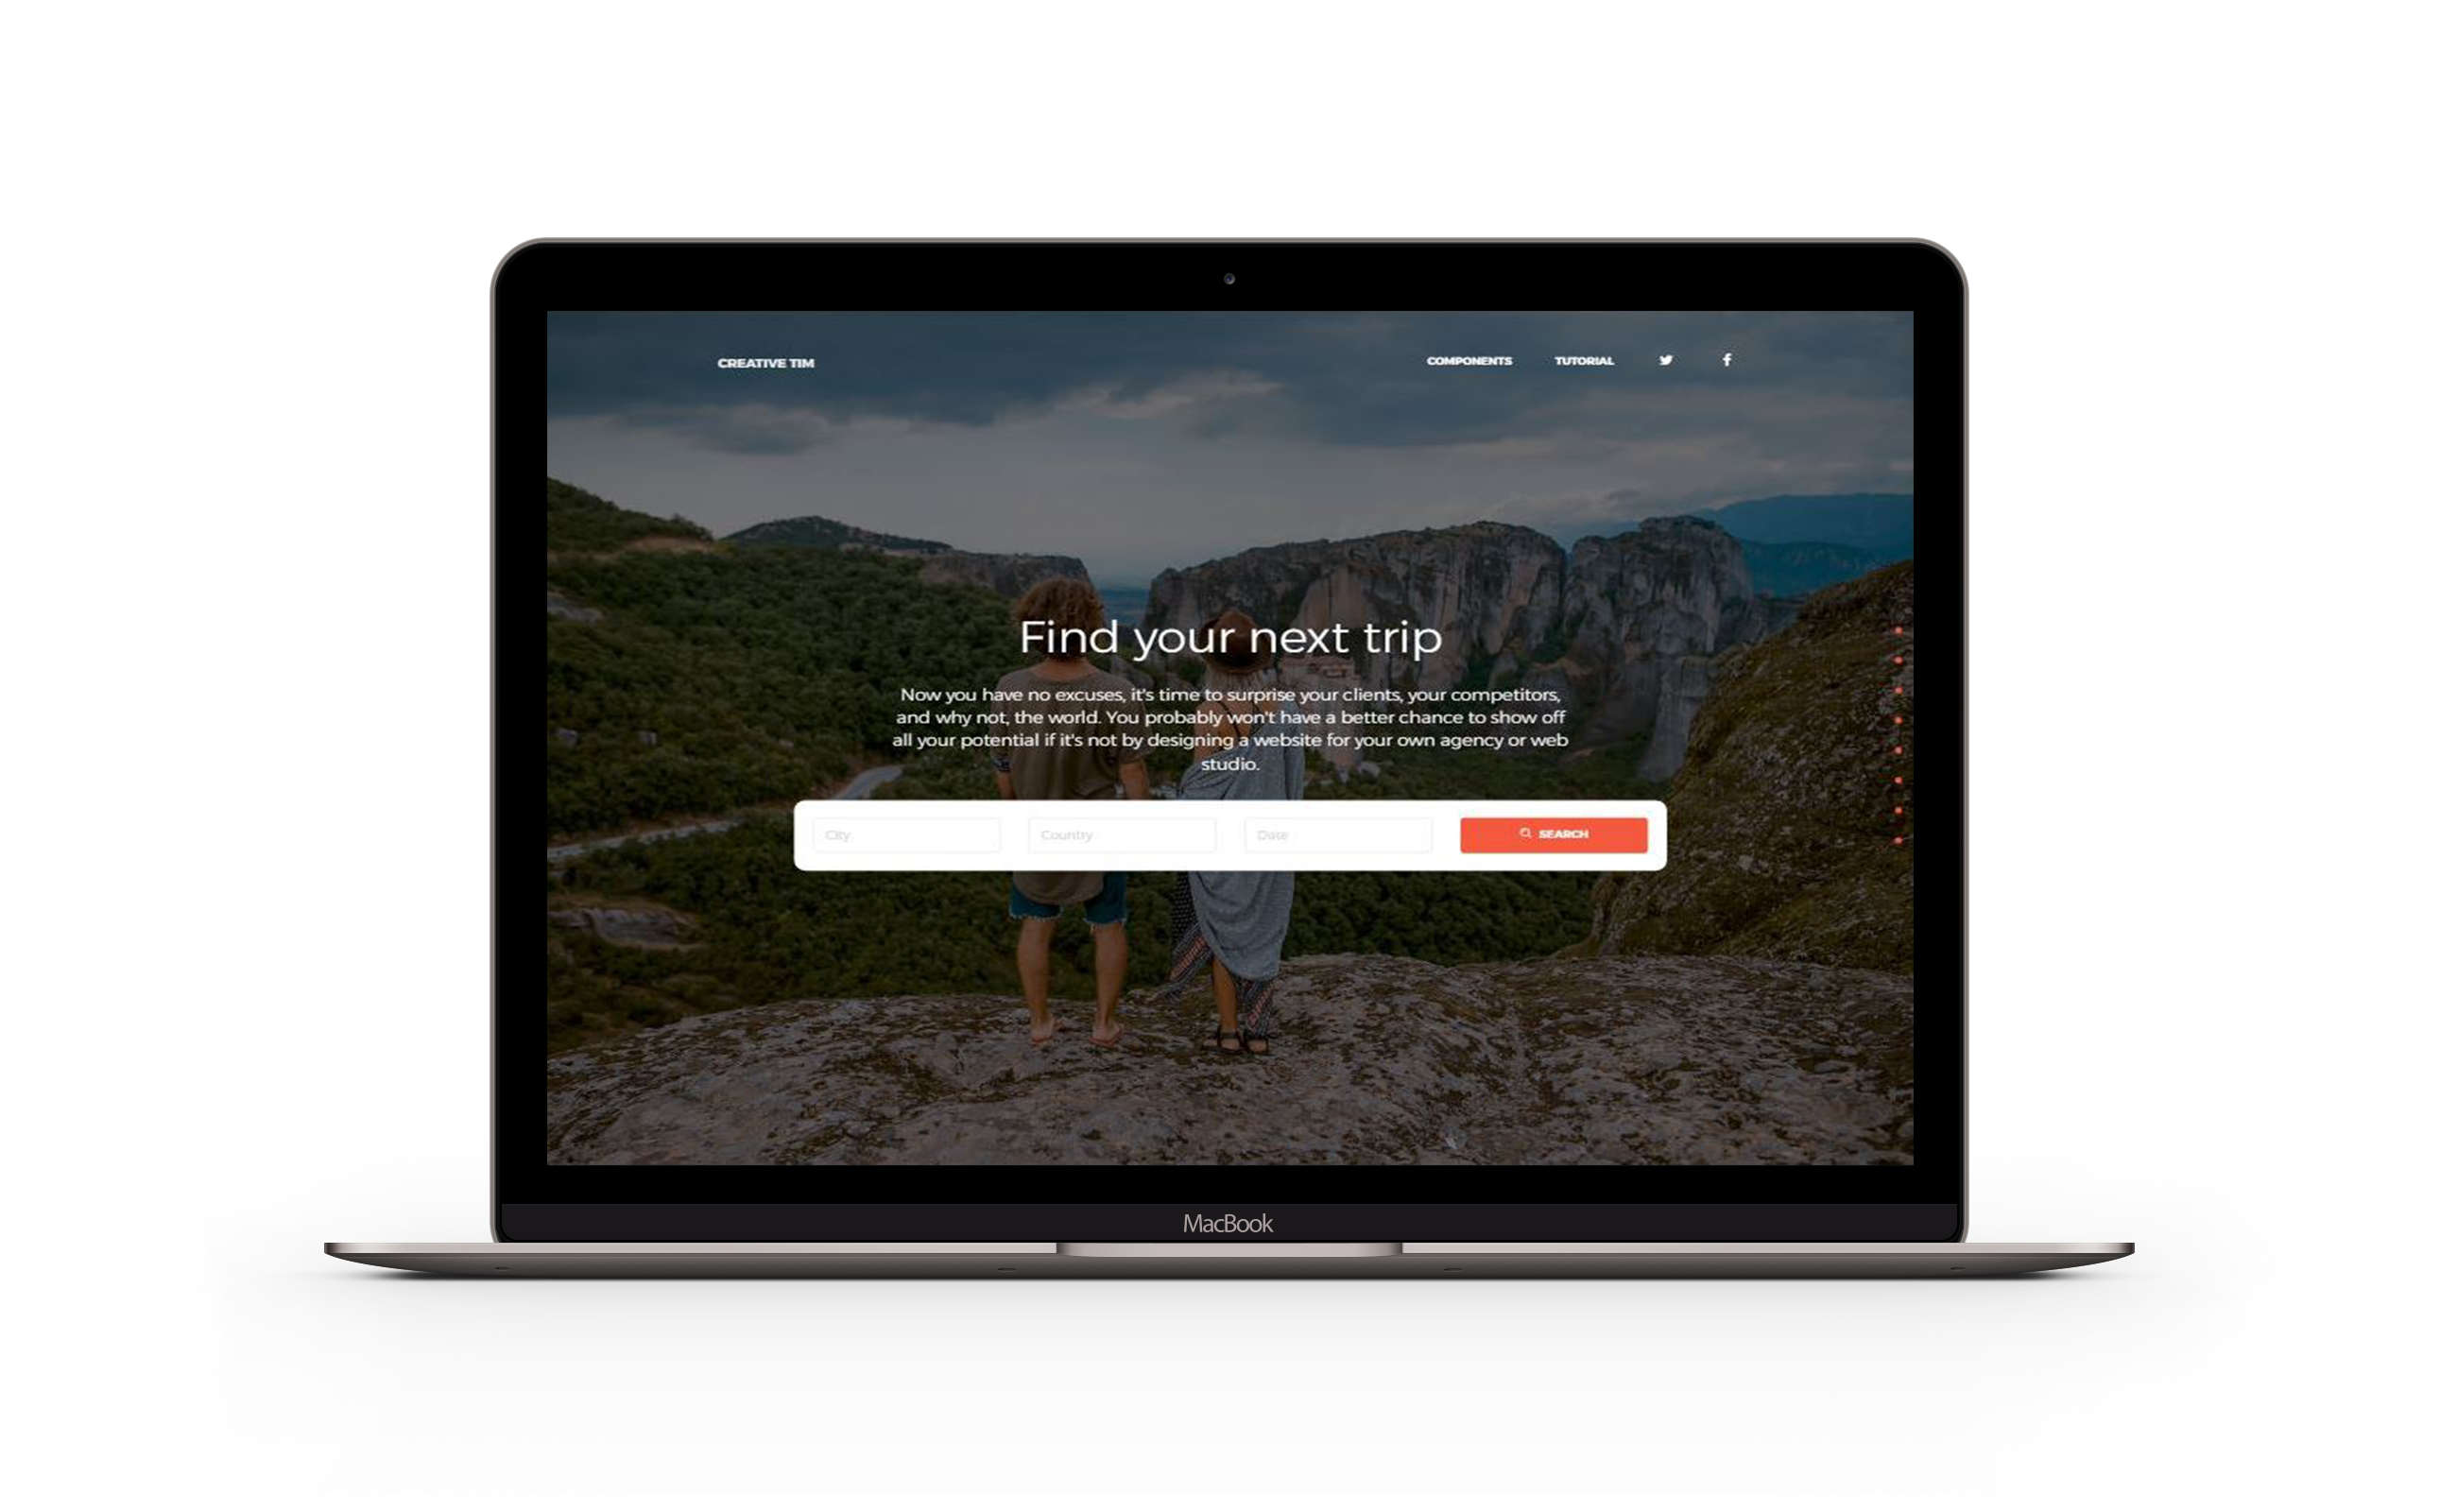 CREATIVE TIM
COMPONENTS
TUTORIAL
Find your next trip
Now you have no excuses, it's time to surprise your clients, your competitors,
and why not, the world. You probably won't have a better chance to show off
all your potential if it's not by designing a website for your own agency or web
studio.
City
Country
Date
SEARCH
MacBook